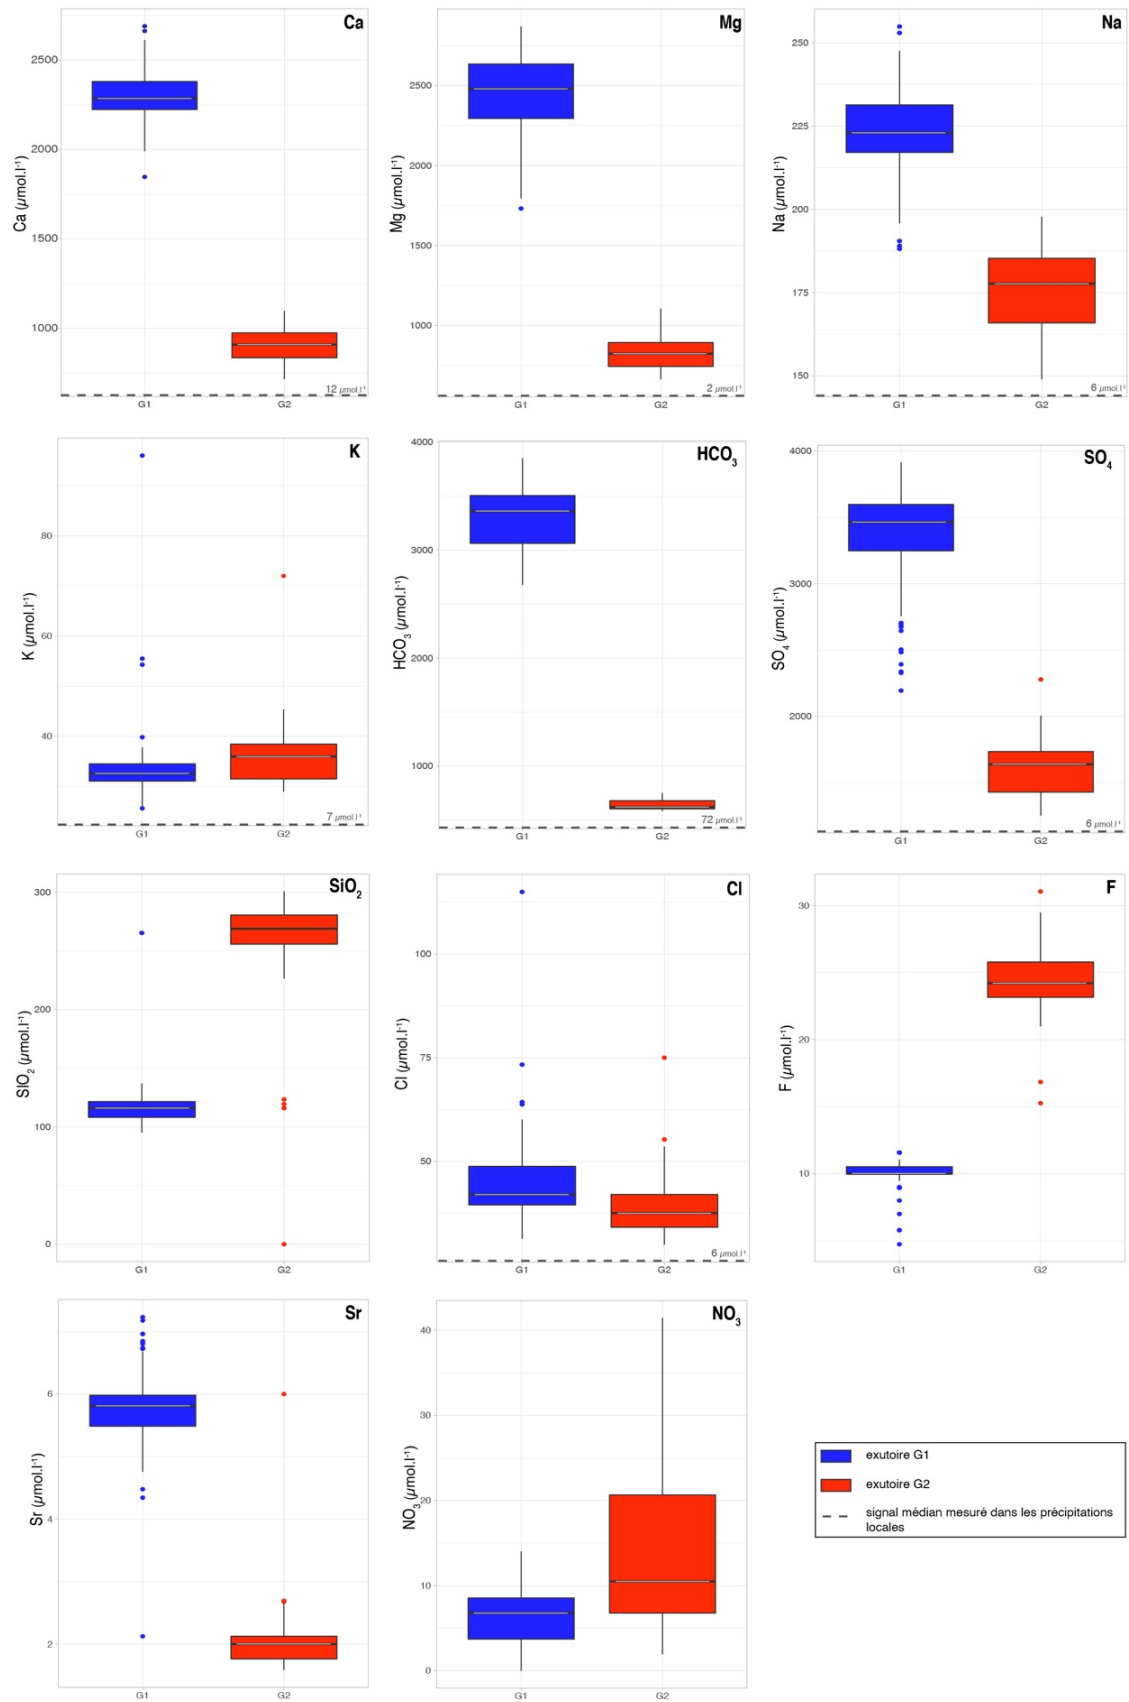 Ca
Ca (µmol.l⁻¹)
2500
2000
1500
1000
12 µmol.l⁻¹
G1 G2
Mg
Mg (µmol.l⁻¹)
2500
2000
1500
1000
2 µmol.l⁻¹
G1 G2
Na
Na (µmol.l⁻¹)
250
225
200
175
150
6 µmol.l⁻¹
G1 G2
K
K (µmol.l⁻¹)
80
60
40
7 µmol.l⁻¹
G1 G2
HCO₃
HCO₃ (µmol.l⁻¹)
4000
3000
2000
1000
72 µmol.l⁻¹
G1 G2
SO₄
SO₄ (µmol.l⁻¹)
4000
3000
2000
6 µmol.l⁻¹
G1 G2
SiO₂
SIO₂ (µmol.l⁻¹)
300
200
100
0
G1 G2
Cl
Cl (µmol.l⁻¹)
100
75
50
6 µmol.l⁻¹
G1 G2
F
F (µmol.l⁻¹)
30
20
10
G1 G2
Sr
Sr (µmol.l⁻¹)
6
4
2
G1 G2
NO₃
NO₃ (µmol.l⁻¹)
40
30
20
10
0
G1 G2
exutoire G1
exutoire G2
signal médian mesuré dans les précipitations
locales